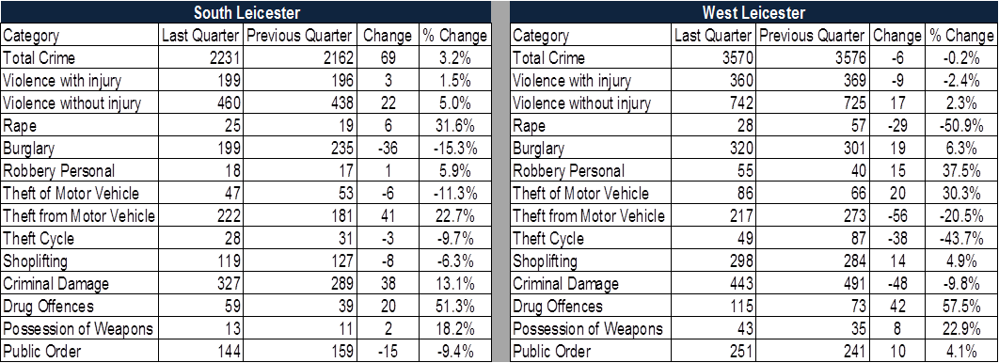 South Leicester West Leicester
Category Last Quarter Previous Quarter Change % Change Category Last Quarter Previous Quarter Change % Change
Total Crime 2231 2162 69 3.2% Total Crime 3570 3576 -6 -0.2%
Violence with injury 199 196 3 1.5% Violence with injury 360 369 -9 -2.4%
Violence without injury 460 438 22 5.0% Violence without injury 742 725 17 2.3%
Rape 25 19 6 31.6% Rape 28 57 -29 -50.9%
Burglary 199 235 -36 -15.3% Burglary 320 301 19 6.3%
Robbery Personal 18 17 1 5.9% Robbery Personal 55 40 15 37.5%
Theft of Motor Vehicle 47 53 -6 -11.3% Theft of Motor Vehicle 86 66 20 30.3%
Theft from Motor Vehicle 222 181 41 22.7% Theft from Motor Vehicle 217 273 -56 -20.5%
Theft Cycle 28 31 -3 -9.7% Theft Cycle 49 87 -38 -43.7%
Shoplifting 119 127 -8 -6.3% Shoplifting 298 284 14 4.9%
Criminal Damage 327 289 38 13.1% Criminal Damage 443 491 -48 -9.8%
Drug Offences 59 39 20 51.3% Drug Offences 115 73 42 57.5%
Possession of Weapons 13 11 2 18.2% Possession of Weapons 43 35 8 22.9%
Public Order 144 159 -15 -9.4% Public Order 251 241 10 4.1%